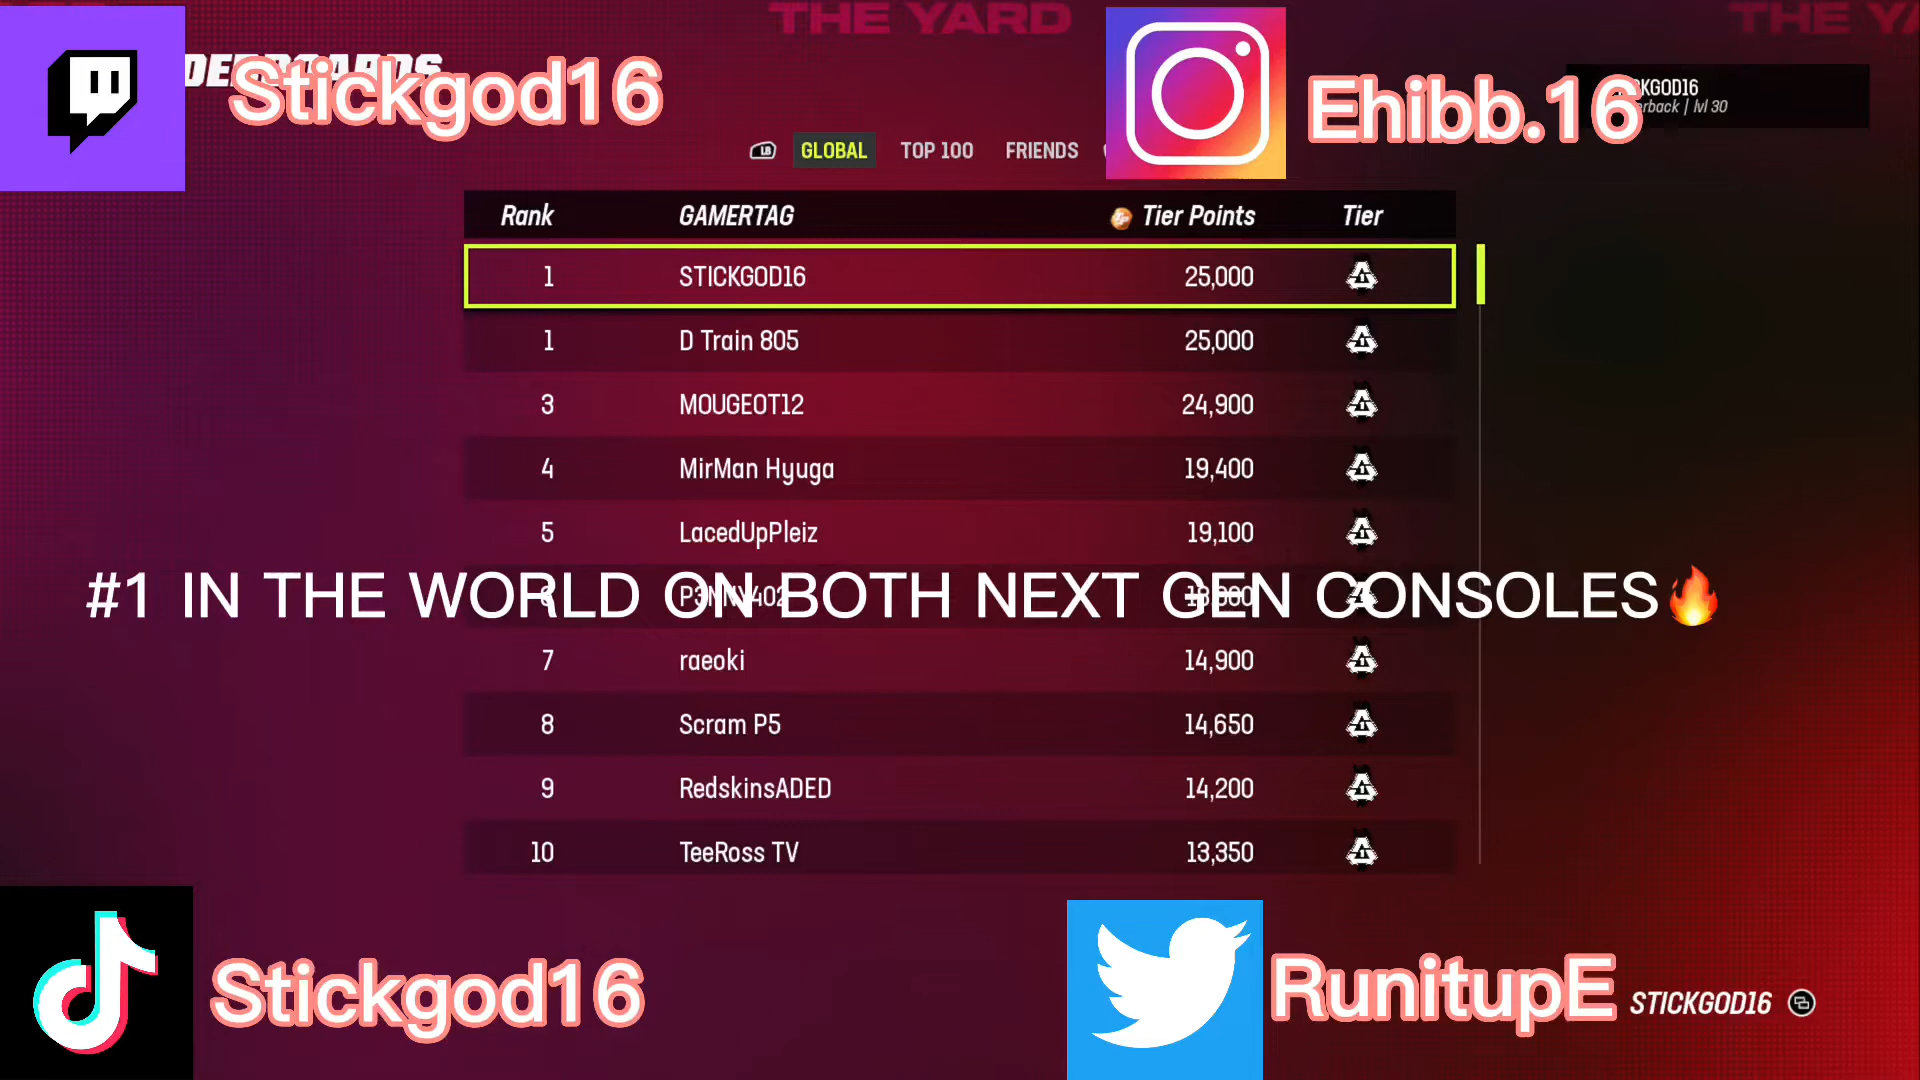 THE YARD
Stickgod16
Ehibb.16
lvl 30
LB GLOBAL TOP 100 FRIENDS
Rank GAMERTAG Tier Points Tier
1 STICKGOD16 25,000
1 D Train 805 25,000
3 MOUGEOT12 24,900
4 MirMan Hyuga 19,400
5 LacedUpPleiz 19,100
#1 IN THE WORLD ON BOTH NEXT GEN CONSOLES🔥
7 raeoki 14,900
8 Scram P5 14,650
9 RedskinsADED 14,200
10 TeeRoss TV 13,350
Stickgod16
RunitupE
STICKGOD16